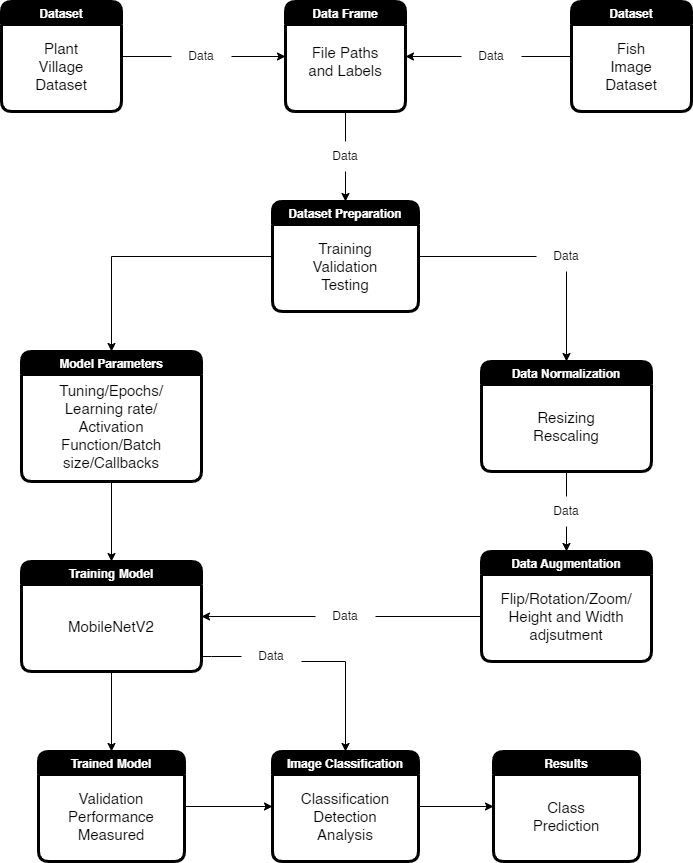 Dataset
Plant
Village
Dataset
Data
Data Frame
File Paths
and Labels
Data
Dataset
Fish
Image
Dataset
Data
Dataset Preparation
Training
Validation
Testing
Data
Model Parameters
Tuning/Epochs/
Learning rate/
Activation
Function/Batch
size/Callbacks
Data Normalization
Resizing
Rescaling
Data
Training Model
MobileNetV2
Data
Data Augmentation
Flip/Rotation/Zoom/
Height and Width
adjsutment
Data
Trained Model
Validation
Performance
Measured
Image Classification
Classification
Detection
Analysis
Results
Class
Prediction